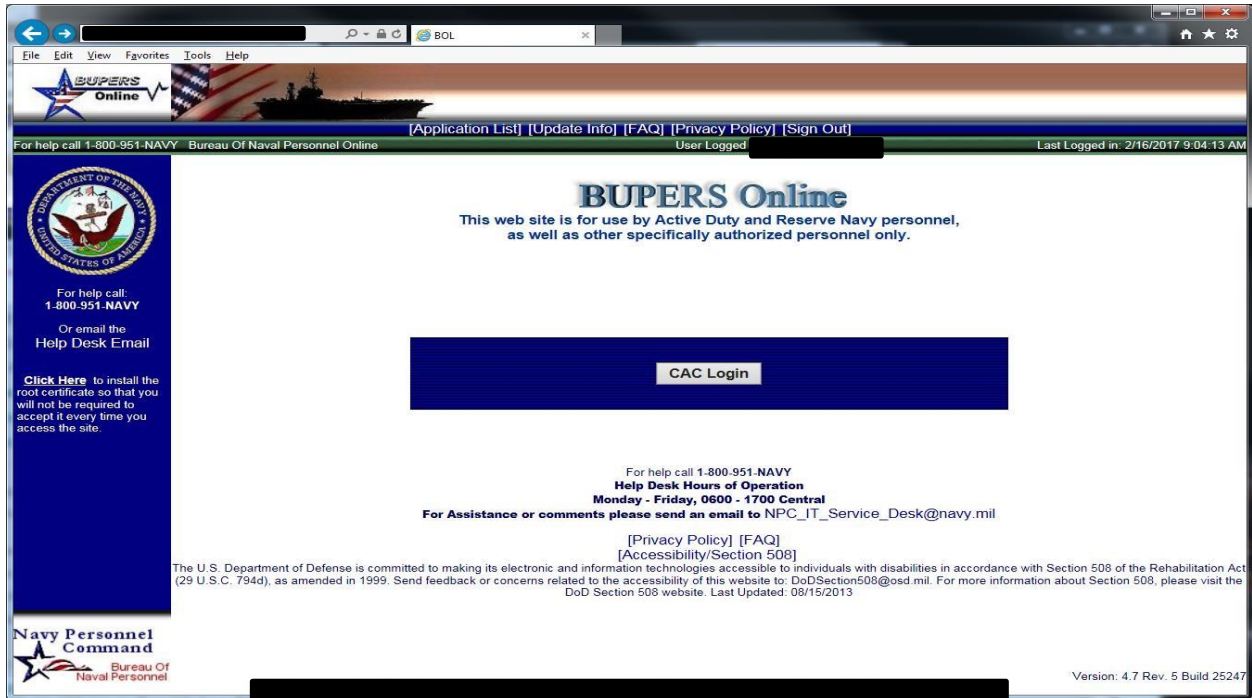 BOL
File Edit View Favorites Tools Help
BUPERS
Online
[Application List] [Update Info] [FAQ] [Privacy Policy] [Sign Out]
For help call 1-800-951-NAVY Bureau Of Naval Personnel Online User Logged Last Logged in: 2/16/2017 9:04:13 AM
DEPARTMENT OF THE NAVY
UNITED STATES OF AMERICA
For help call:
1-800-951-NAVY
Or email the
Help Desk Email
Click Here to install the
root certificate so that you
will not be required to
accept it every time you
access the site.
BUPERS Online
This web site is for use by Active Duty and Reserve Navy personnel,
as well as other specifically authorized personnel only.
CAC Login
For help call 1-800-951-NAVY
Help Desk Hours of Operation
Monday - Friday, 0600 - 1700 Central
For Assistance or comments please send an email to NPC_IT_Service_Desk@navy.mil
[Privacy Policy] [FAQ]
[Accessibility/Section 508]
The U.S. Department of Defense is committed to making its electronic and information technologies accessible to individuals with disabilities in accordance with Section 508 of the Rehabilitation Act
(29 U.S.C. 794d), as amended in 1999. Send feedback or concerns related to the accessibility of this website to: DoDSection508@osd.mil. For more information about Section 508, please visit the
DoD Section 508 website. Last Updated: 08/15/2013
Navy Personnel
Command
Bureau Of
Naval Personnel
Version: 4.7 Rev. 5 Build 25247